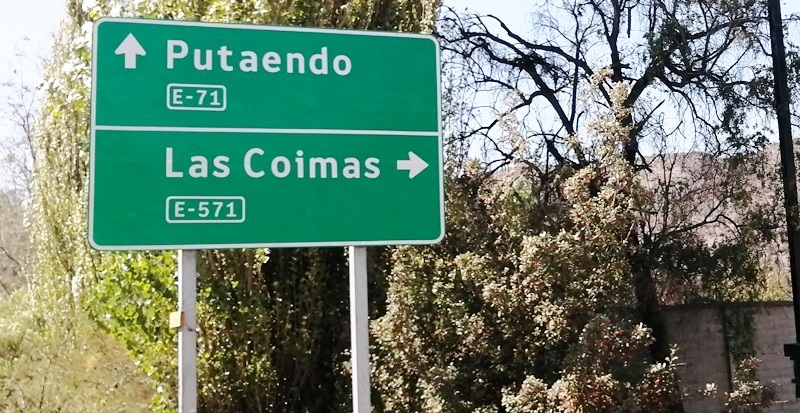 Putaendo
E-71
Las Coimas
E-571